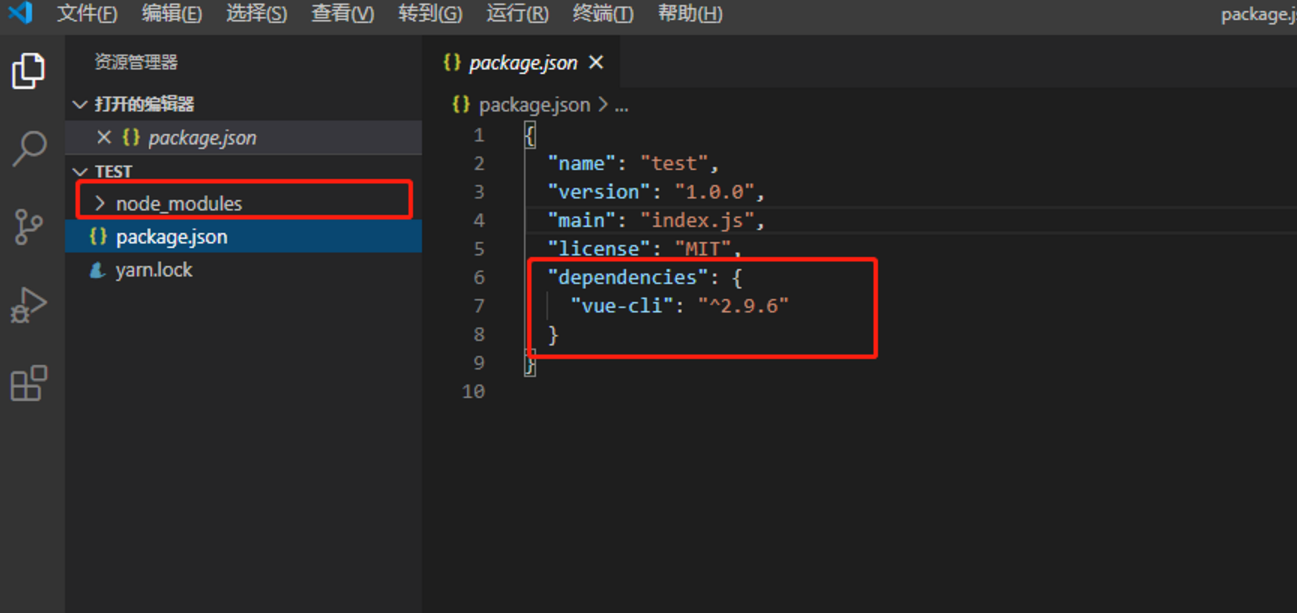 文件(F) 编辑(E) 选择(S) 查看(V) 转到(G) 运行(R) 终端(T) 帮助(H) package.j
资源管理器
打开的编辑器
{} package.json
TEST
node_modules
{} package.json
yarn.lock
{} package.json
{} package.json > ...
1 {
2 "name": "test",
3 "version": "1.0.0",
4 "main": "index.js",
5 "license": "MIT",
6 "dependencies": {
7 "vue-cli": "^2.9.6"
8 }
9 }
10